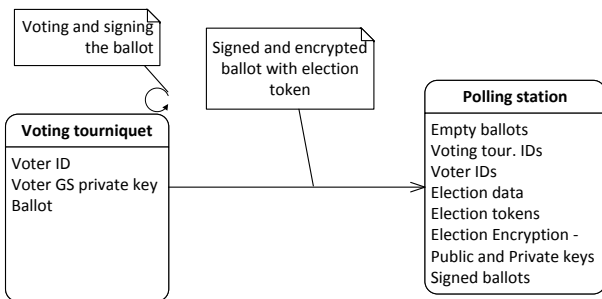 Voting and signing
the ballot
Signed and encrypted
ballot with election
token
Voting tourniquet
Voter ID
Voter GS private key
Ballot
Polling station
Empty ballots
Voting tour. IDs
Voter IDs
Election data
Election tokens
Election Encryption -
Public and Private keys
Signed ballots